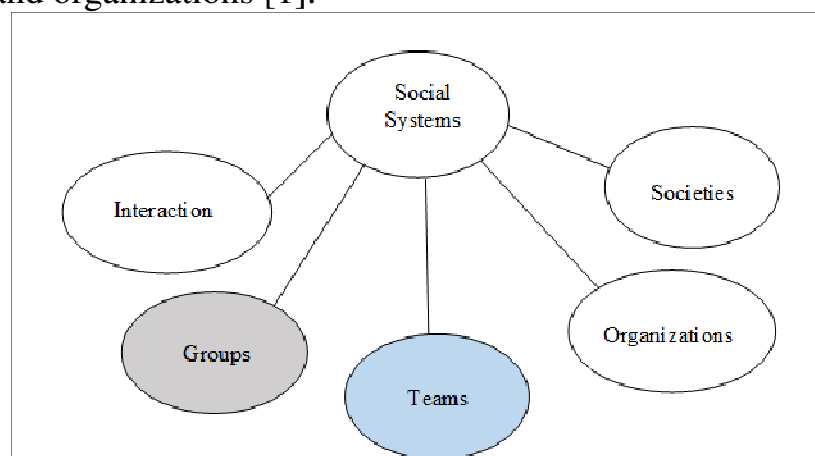 and organizations [1].
Social
Systems
Societies
Interaction
Organizations
Groups
Teams